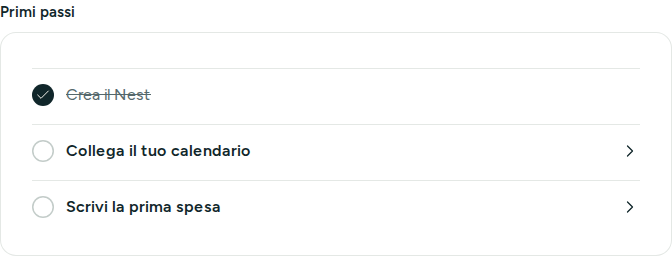 Primi passi
Crea il Nest
Collega il tuo calendario
Scrivi la prima spesa